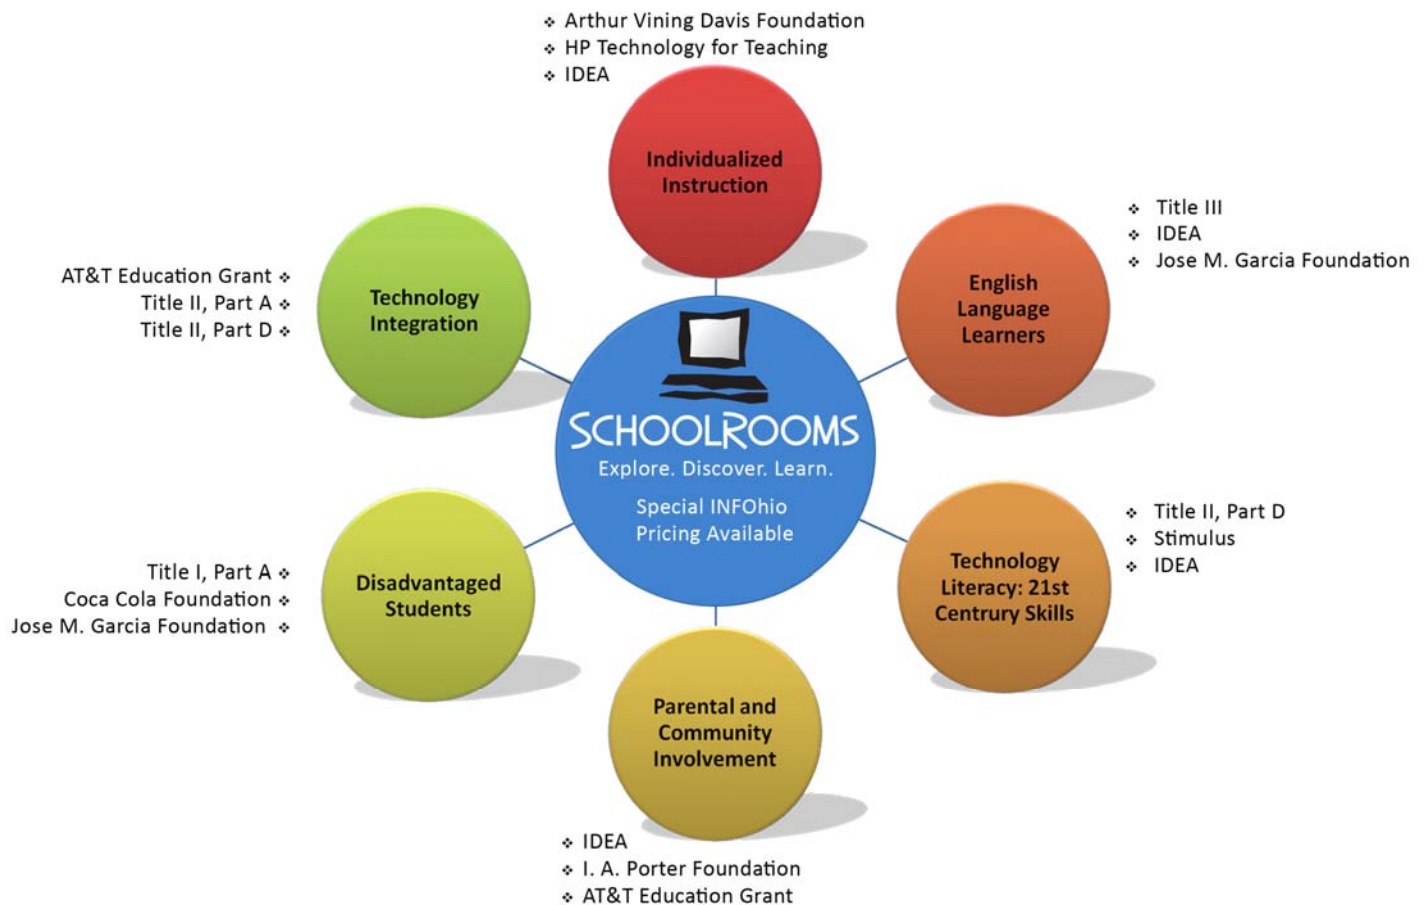 ❖ Arthur Vining Davis Foundation
❖ HP Technology for Teaching
❖ IDEA
Individualized
Instruction
❖ Title III
❖ IDEA
❖ Jose M. Garcia Foundation
English
Language
Learners
AT&T Education Grant ❖
Title II, Part A ❖
Title II, Part D ❖
Technology
Integration
SCHOOLROOMS
Explore. Discover. Learn.
Special INFOhio
Pricing Available
❖ Title II, Part D
❖ Stimulus
❖ IDEA
Technology
Literacy: 21st
Centrury Skills
Title I, Part A ❖
Coca Cola Foundation ❖
Jose M. Garcia Foundation ❖
Disadvantaged
Students
Parental and
Community
Involvement
❖ IDEA
❖ I. A. Porter Foundation
❖ AT&T Education Grant